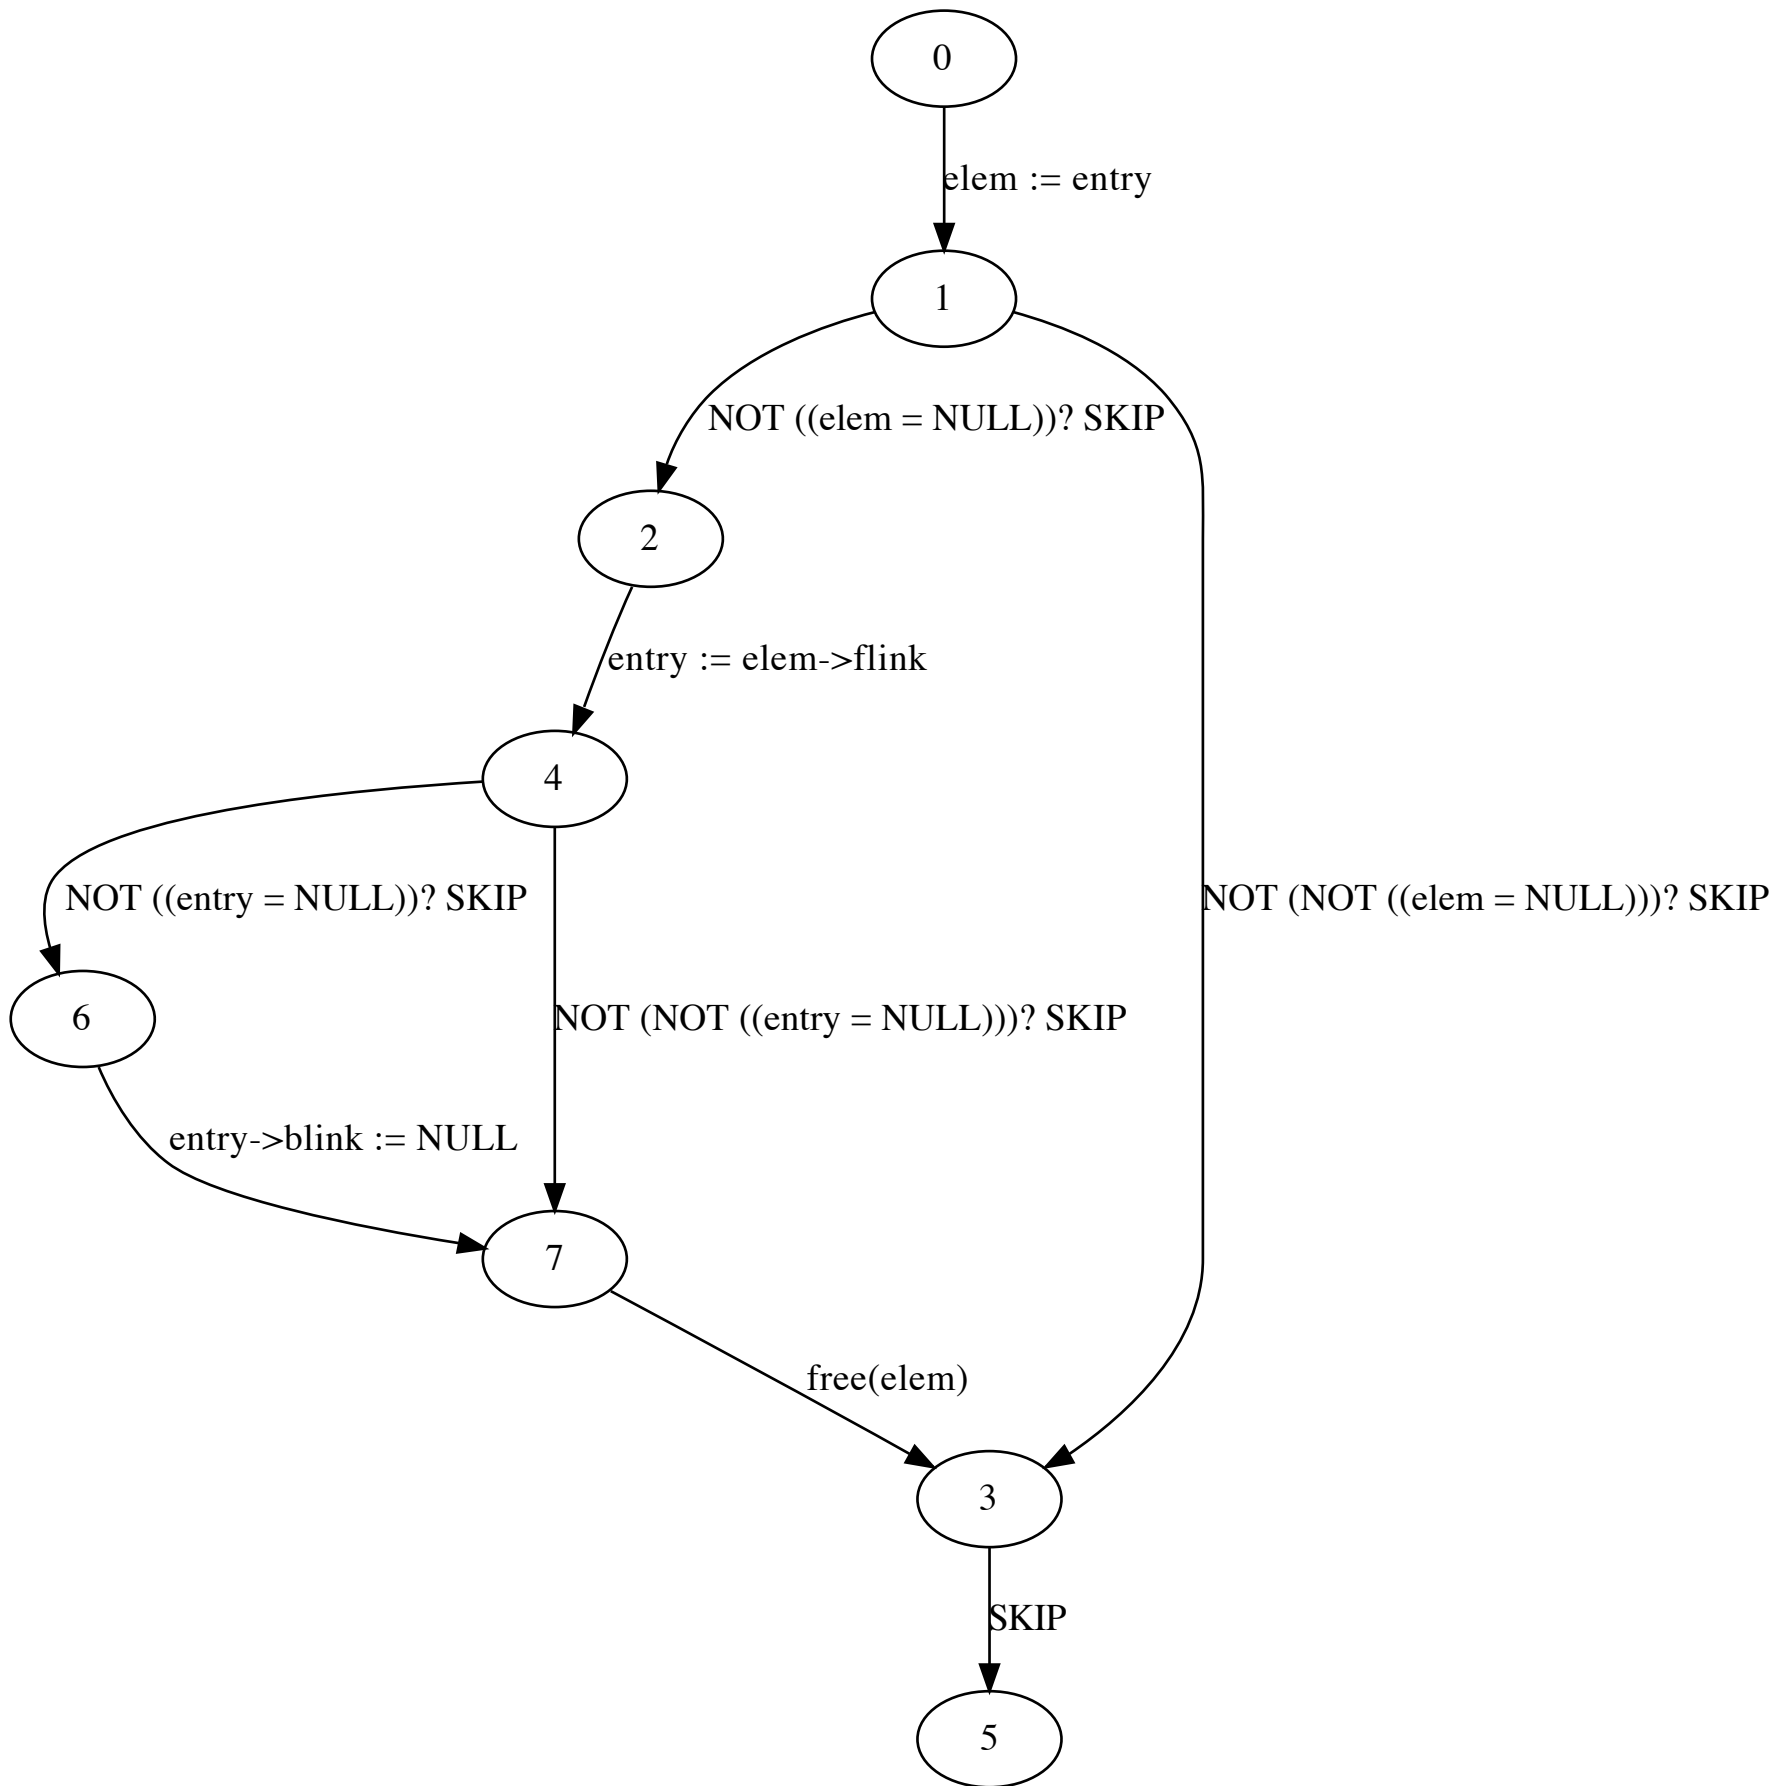 0
elem := entry
1
NOT ((elem = NULL))? SKIP
2
entry := elem->flink
4
NOT ((entry = NULL))? SKIP
NOT (NOT ((elem = NULL)))? SKIP
6
NOT (NOT ((entry = NULL)))? SKIP
entry->blink := NULL
7
free(elem)
3
SKIP
5